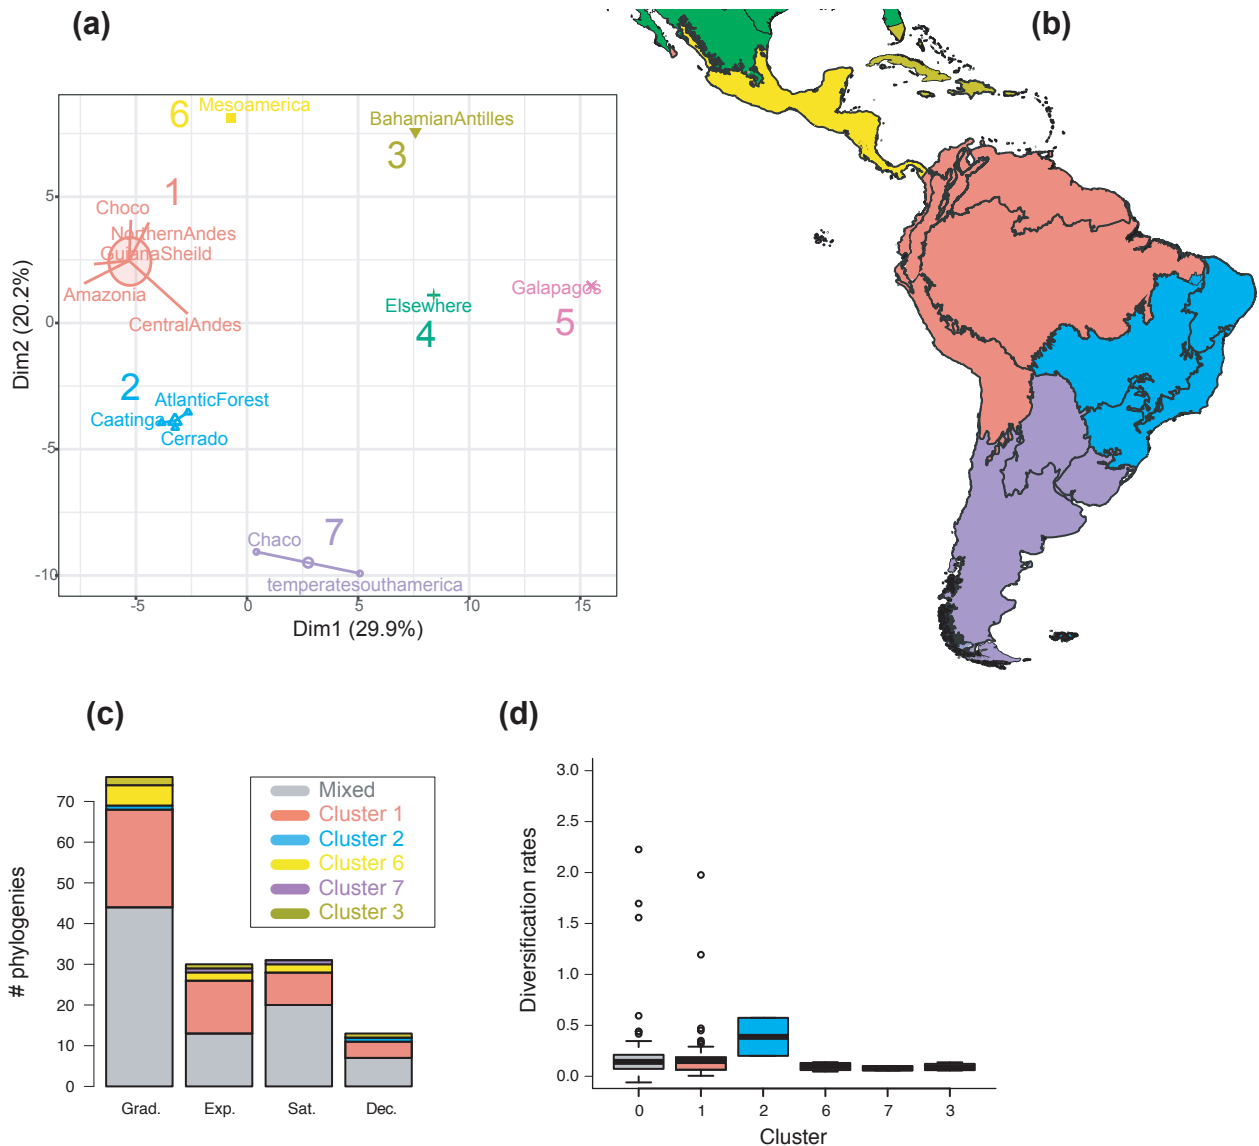 (a)
(b)
6
Mesoamerica
BahamianAntilles
3
1
Choco
NorthernAndes
GuianaSheild
Amazonia
CentralAndes
Galapagos
Elsewhere
5
4
2
AtlanticForest
Caatinga
Cerrado
7
Chaco
temperatesouthamerica
5
0
-5
-10
Dim2 (20.2%)
-5
0
5
10
15
Dim1 (29.9%)
(c)
(d)
# phylogenies
70
60
50
40
30
20
10
0
Grad.
Exp.
Sat.
Dec.
Mixed
Cluster 1
Cluster 2
Cluster 6
Cluster 7
Cluster 3
Diversification rates
3.0
2.5
2.0
1.5
1.0
0.5
0.0
0
1
2
6
7
3
Cluster